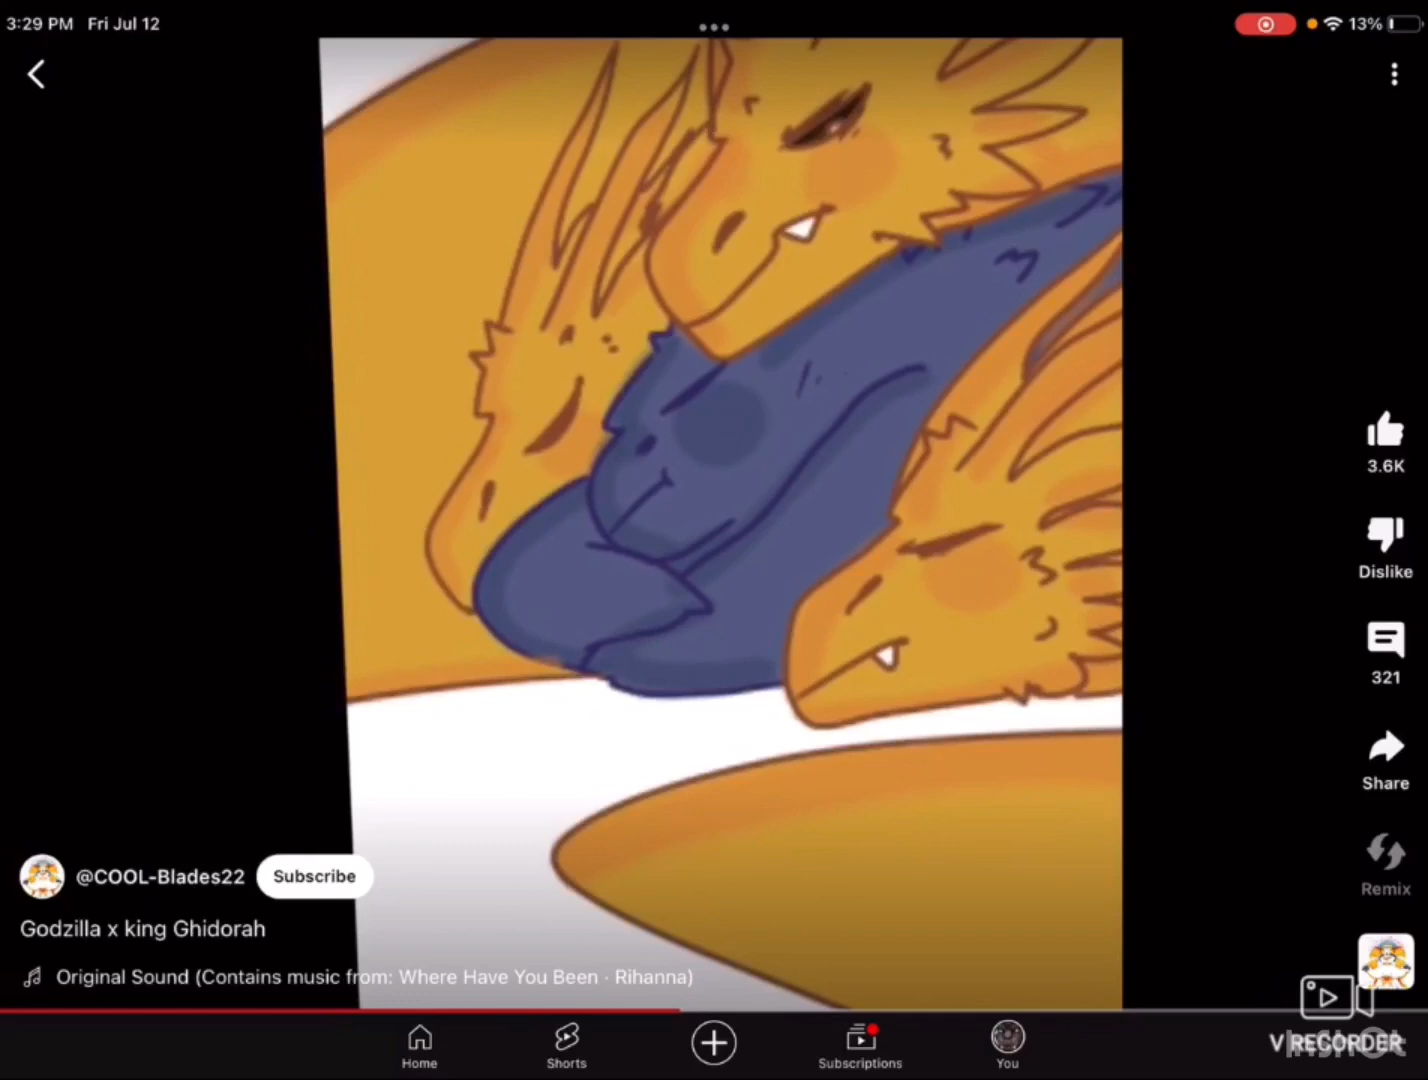 3:29 PM Fri Jul 12
13%
3.6K
Dislike
321
Share
Remix
@COOL-Blades22
Subscribe
Godzilla x king Ghidorah
Original Sound (Contains music from: Where Have You Been · Rihanna)
Home
Shorts
Subscriptions
You
V RECORDER
InShOt